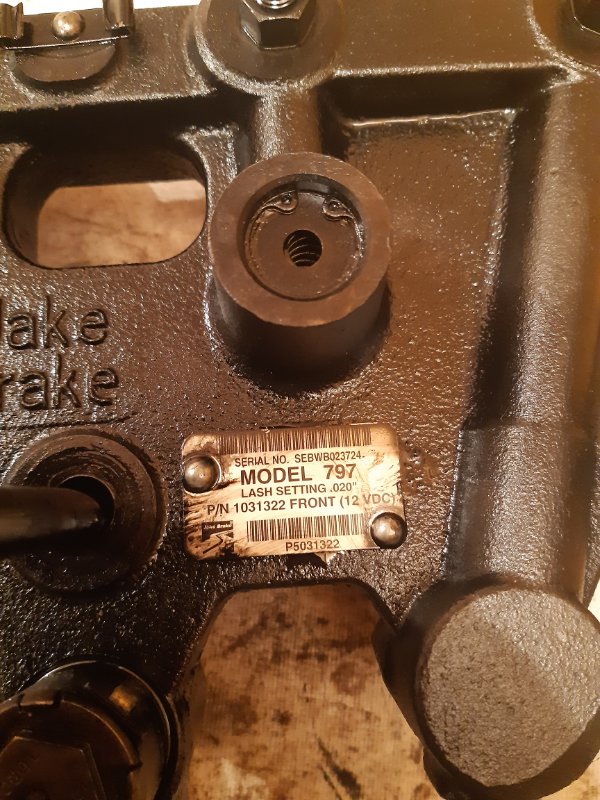 lake
rake
SERIAL NO. SEBWB023724
MODEL 797
LASH SETTING .020"
P/N 1031322 FRONT (12 VDC)
Jake Brake
P5031322